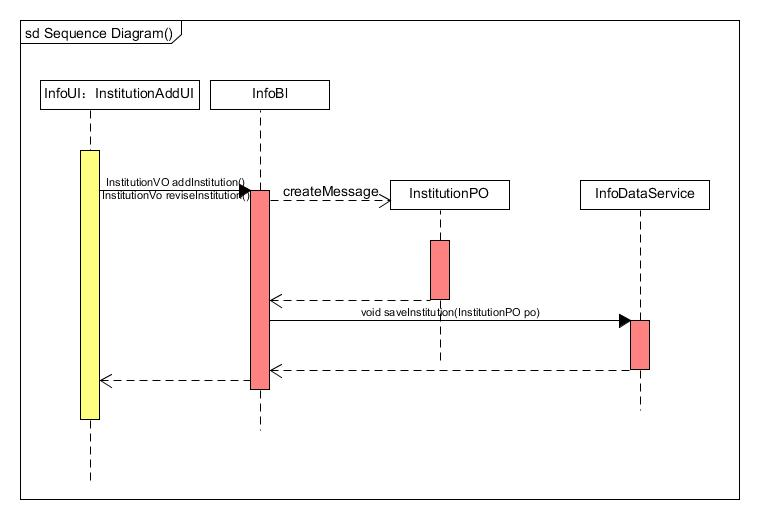 sd Sequence Diagram()
InfoUI：InstitutionAddUI
InfoBl
InstitutionVO addInstitution()
InstitutionVo reviseInstitution()
createMessage
InstitutionPO
InfoDataService
void saveInstitution(InstitutionPO po)